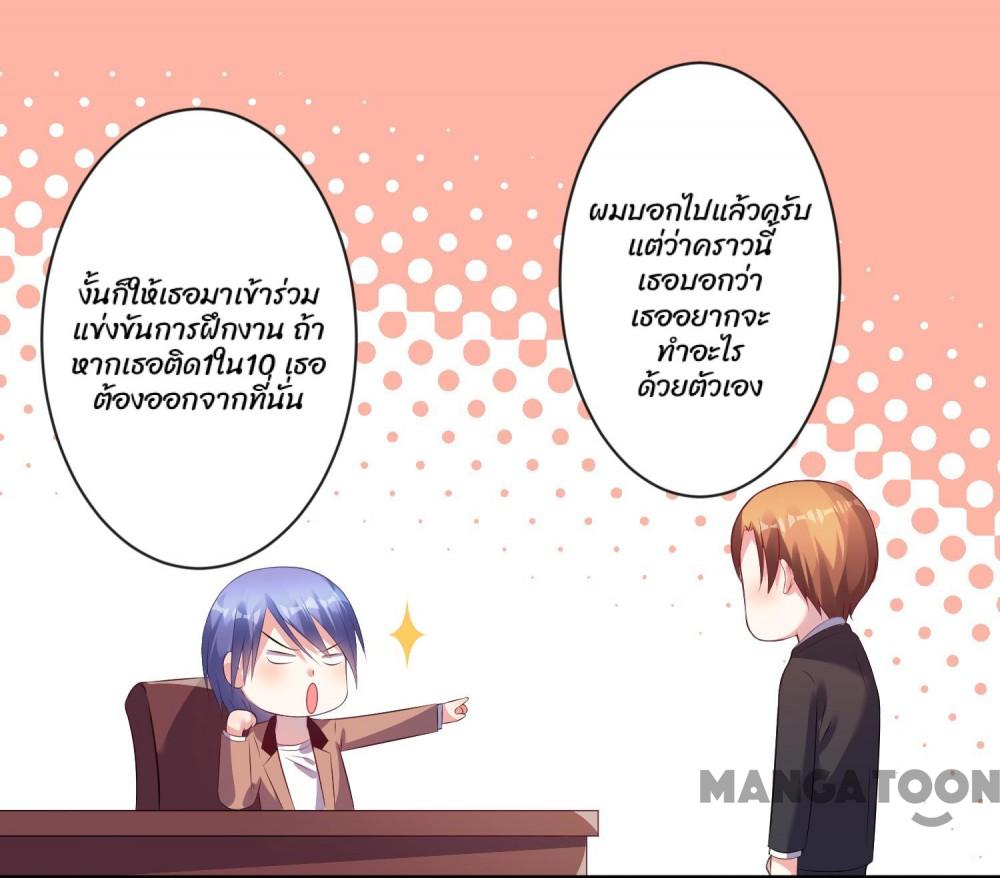 ผมบอกไปแล้วครับ
แต่ว่าคราวนี้
เธอบอกว่า
เธออยากจะ
ทำอะไร
ด้วยตัวเอง
งั้นก็ให้เธอมาเข้าร่วม
แข่งขันการฝึกงาน ถ้า
หากเธอติด1ใน10 เธอ
ต้องออกจากที่นั่น
MANGATOON